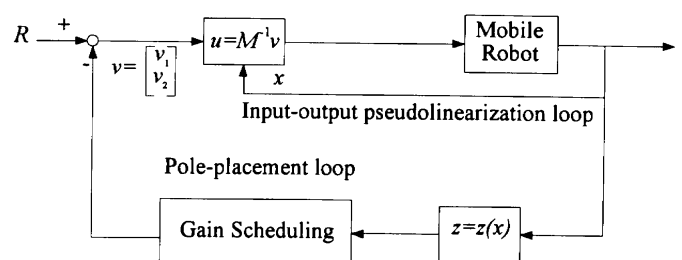 R
+
-
v= [v₁
v₂]
u=M⁻¹v
x
Mobile
Robot
Input-output pseudolinearization loop
Pole-placement loop
Gain Scheduling
z=z(x)